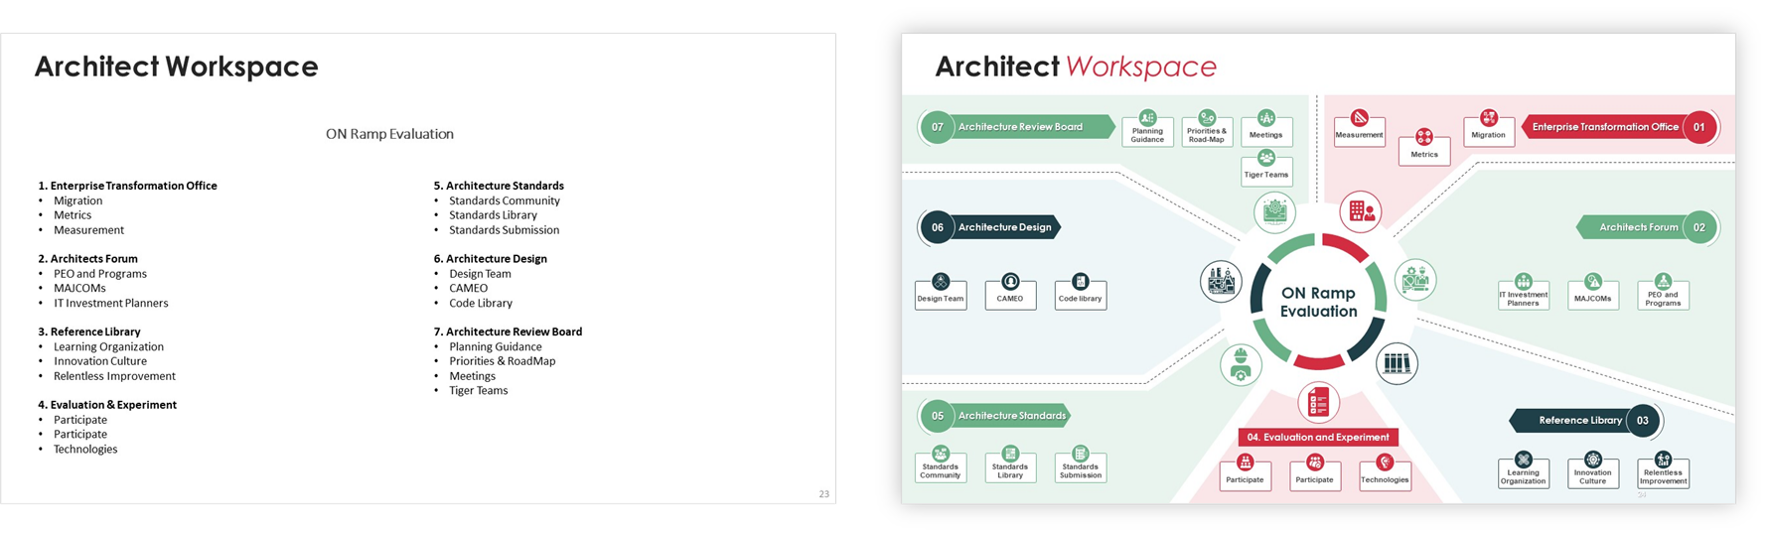 Architect Workspace
ON Ramp Evaluation
1. Enterprise Transformation Office
• Migration
• Metrics
• Measurement
2. Architects Forum
• PEO and Programs
• MAJCOMs
• IT Investment Planners
3. Reference Library
• Learning Organization
• Innovation Culture
• Relentless Improvement
4. Evaluation & Experiment
• Participate
• Participate
• Technologies
5. Architecture Standards
• Standards Community
• Standards Library
• Standards Submission
6. Architecture Design
• Design Team
• CAMEO
• Code Library
7. Architecture Review Board
• Planning Guidance
• Priorities & RoadMap
• Meetings
• Tiger Teams
23
Architect Workspace
07 Architecture Review Board
Planning
Guidance
Priorities &
Road-Map
Meetings
Tiger Teams
Measurement
Metrics
Migration
Enterprise Transformation Office 01
06 Architecture Design
Design Team
CAMEO
Code library
Architects Forum 02
IT Investment
Planners
MAJCOMs
PEO and
Programs
ON Ramp
Evaluation
05 Architecture Standards
Standards
Community
Standards
Library
Standards
Submission
04. Evaluation and Experiment
Participate
Participate
Technologies
Reference Library 03
Learning
Organization
Innovation
Culture
Relentless
Improvement